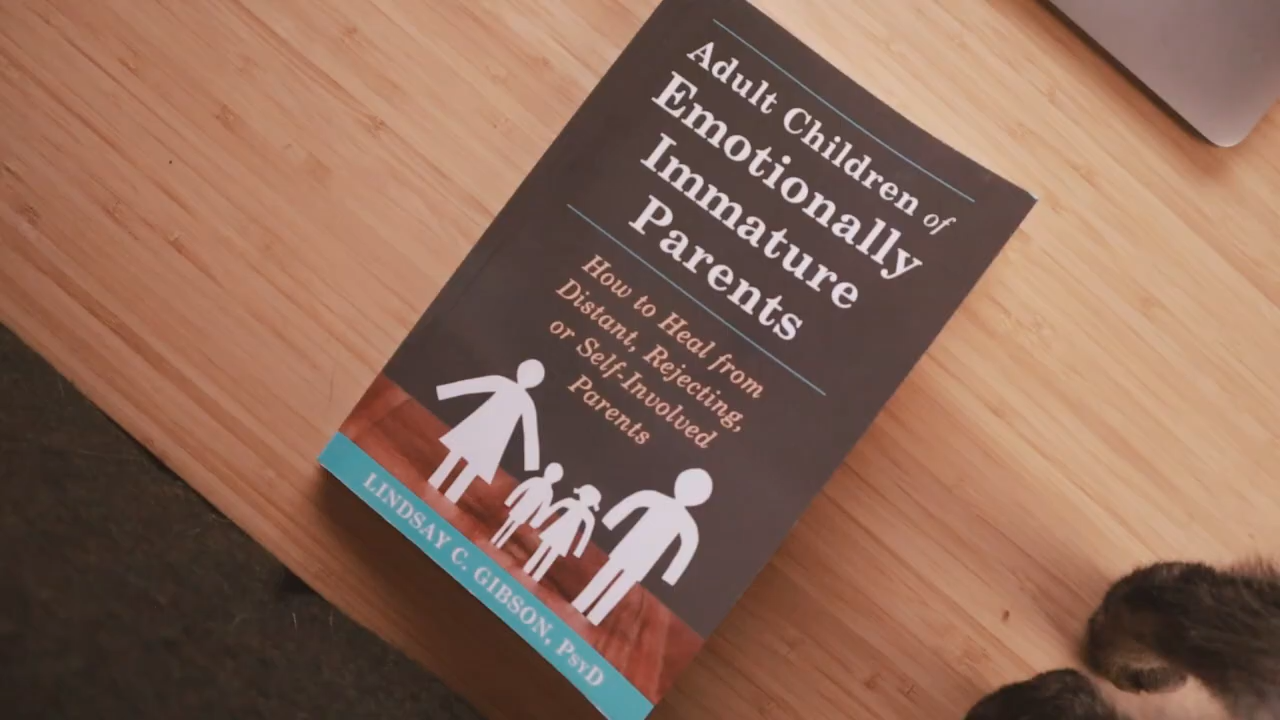 Adult Children of
Emotionally
Immature
Parents
How to Heal from
Distant, Rejecting,
or Self-Involved
Parents
LINDSAY C. GIBSON, PSYD